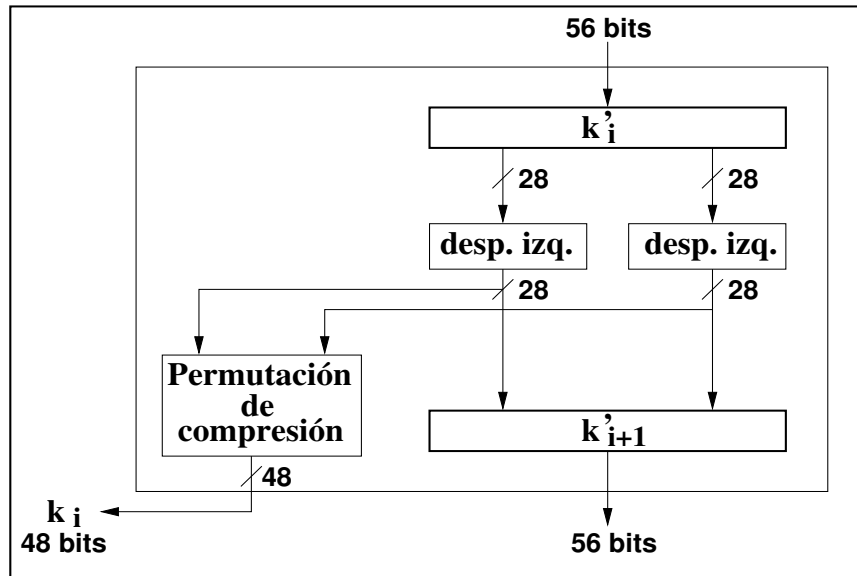 56 bits
k'i
28 28
desp. izq. desp. izq.
28 28
Permutación
de
compresión
k'i+1
48
k i
48 bits
56 bits